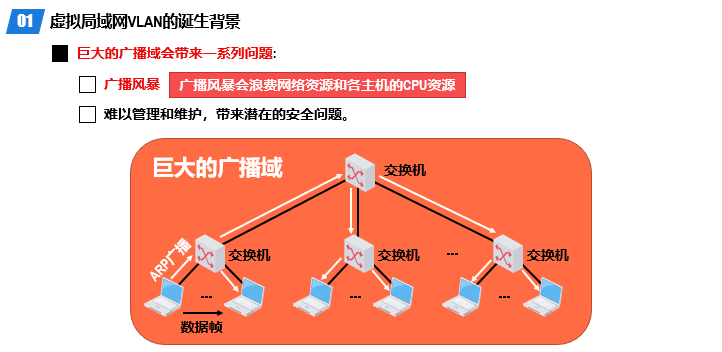 01 虚拟局域网VLAN的诞生背景
巨大的广播域会带来一系列问题:
广播风暴 广播风暴会浪费网络资源和各主机的CPU资源
难以管理和维护，带来潜在的安全问题。
巨大的广播域
交换机
ARP广播
交换机
交换机
...
交换机
...
...
...
数据帧